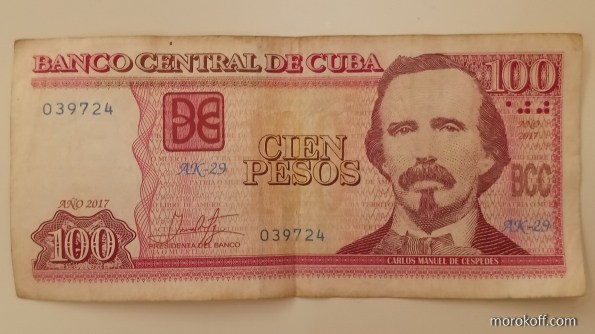 BANCO CENTRAL DE CUBA
100
039724
AÑO
2017
AK-29
CIEN
PESOS
BCC
AÑO 2017
AK-29
100
PRESIDENTA DEL BANCO
039724
CARLOS MANUEL DE CESPEDES
morokoff.com